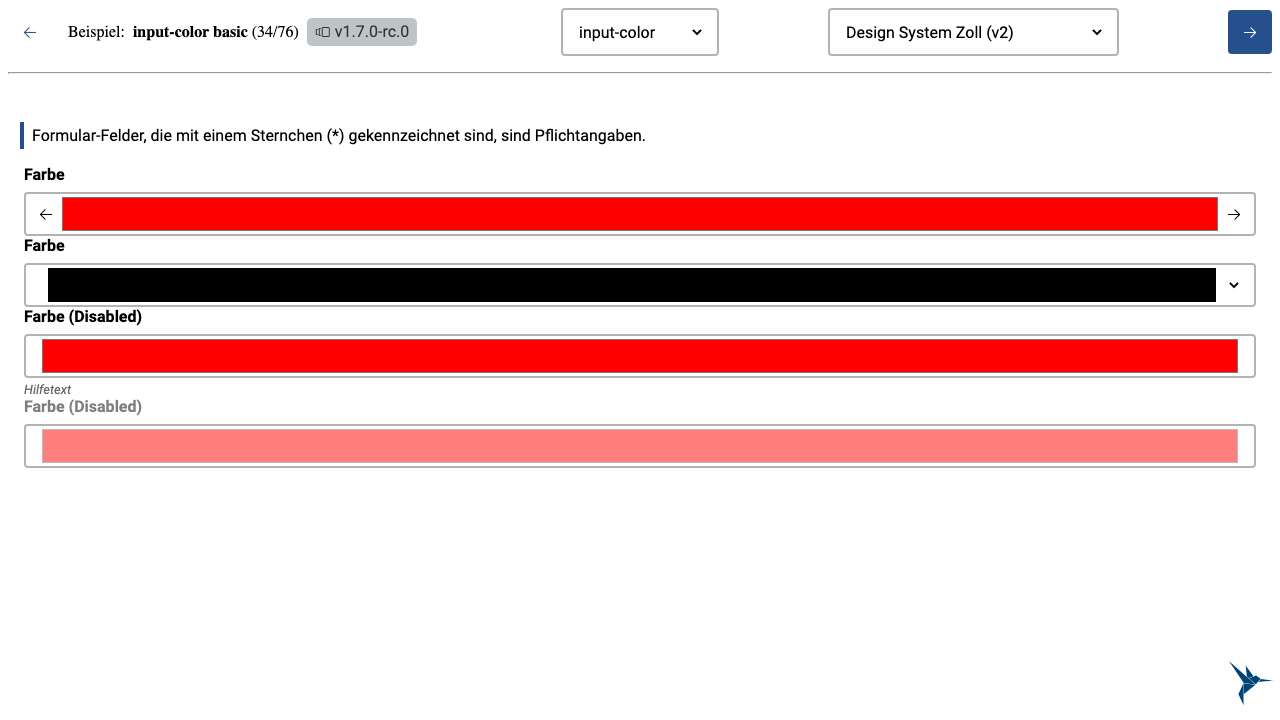 Beispiel: input-color basic (34/76) v1.7.0-rc.0 input-color Design System Zoll (v2)
Formular-Felder, die mit einem Sternchen (*) gekennzeichnet sind, sind Pflichtangaben.
Farbe
Farbe
Farbe (Disabled)
Hilfetext
Farbe (Disabled)